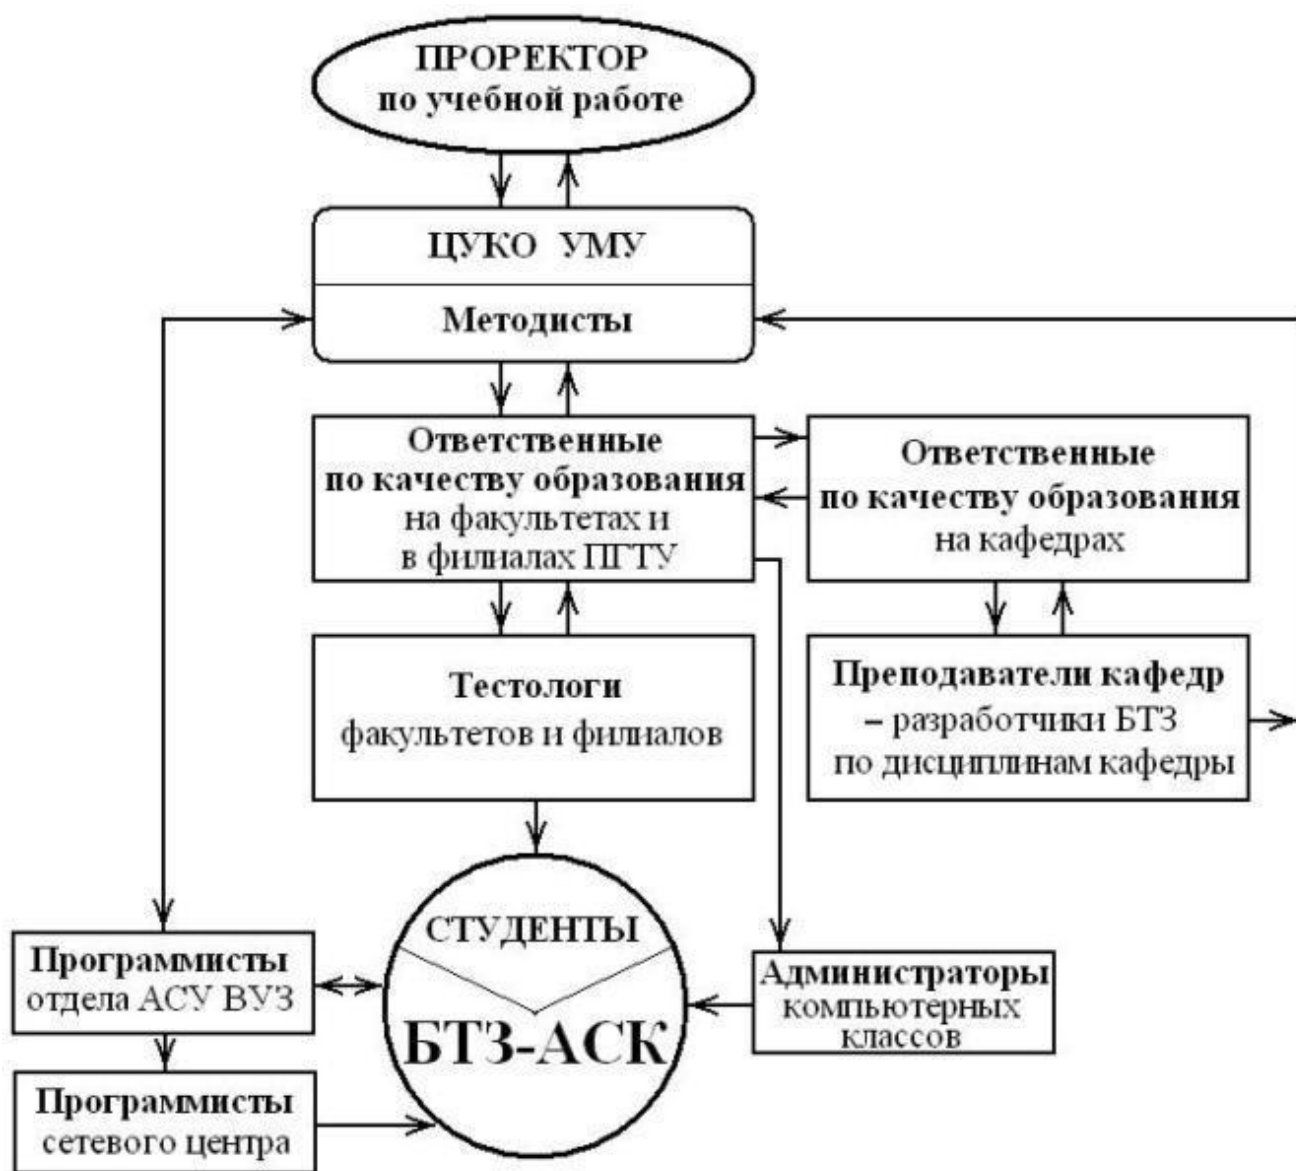 ПРОРЕКТОР
по учебной работе
ЦУКО УМУ
Методисты
Ответственные
по качеству образования
на факультетах и
в филиалах ПГТУ
Ответственные
по качеству образования
на кафедрах
Тестологи
факультетов и филиалов
Преподаватели кафедр
– разработчики БТЗ
по дисциплинам кафедры
СТУДЕНТЫ
БТЗ-АСК
Программисты
отдела АСУ ВУЗ
Администраторы
компьютерных
классов
Программисты
сетевого центра